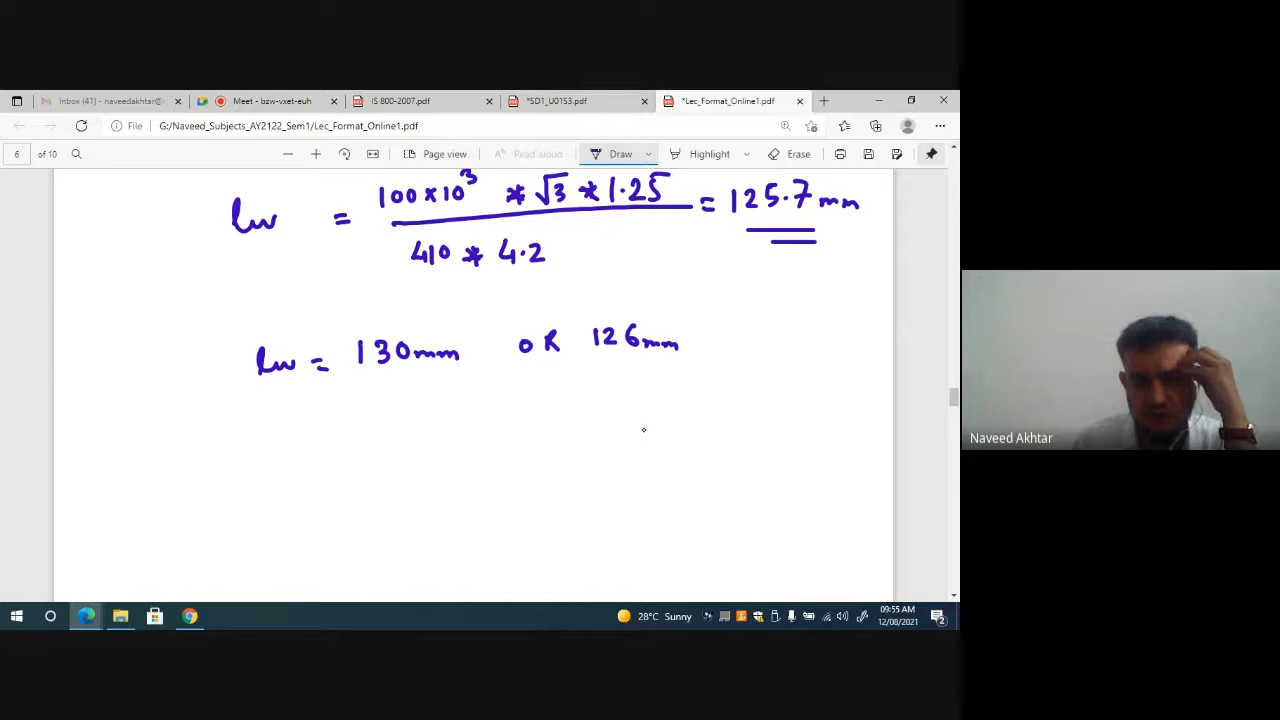 Inbox (41) - naveedakhtar@r
Meet - bzw-vxet-euh
IS 800-2007.pdf
*SD1_U01S3.pdf
*Lec_Format_Online1.pdf
File G:/Naveed_Subjects_AY2122_Sem1/Lec_Format_Online1.pdf
6 of 10
Page view
Read aloud
Draw
Highlight
Erase
lw = 100×10³ * √3 * 1.25 = 125.7 mm
410 * 4.2
lw = 130mm OR 126mm
Naveed Akhtar
28°C Sunny
09:55 AM
12/08/2021
2